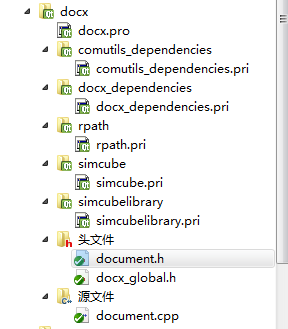 docx
docx.pro
comutils_dependencies
comutils_dependencies.pri
docx_dependencies
docx_dependencies.pri
rpath
rpath.pri
simcube
simcube.pri
simcubelibrary
simcubelibrary.pri
头文件
document.h
docx_global.h
源文件
document.cpp